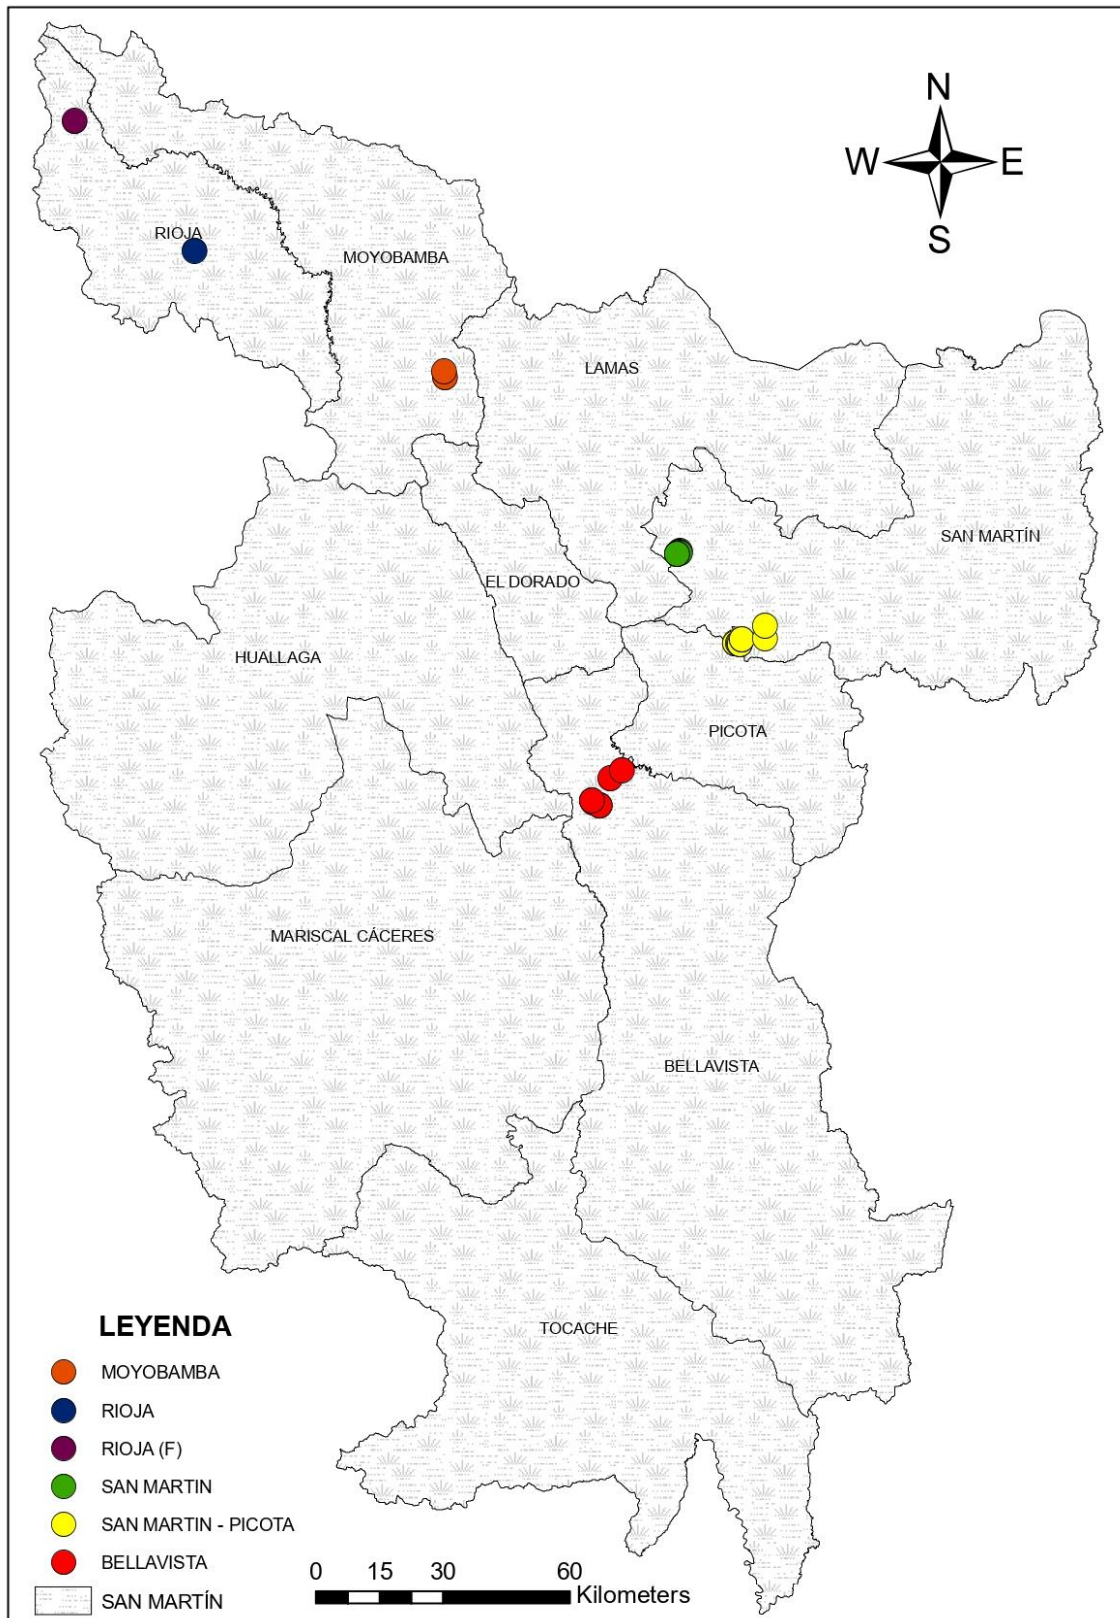 N
W E
S
RIOJA
MOYOBAMBA
LAMAS
SAN MARTÍN
EL DORADO
HUALLAGA
PICOTA
MARISCAL CÁCERES
BELLAVISTA
TOCACHE
LEYENDA
MOYOBAMBA
RIOJA
RIOJA (F)
SAN MARTIN
SAN MARTIN - PICOTA
BELLAVISTA
SAN MARTÍN
0 15 30 60
Kilometers